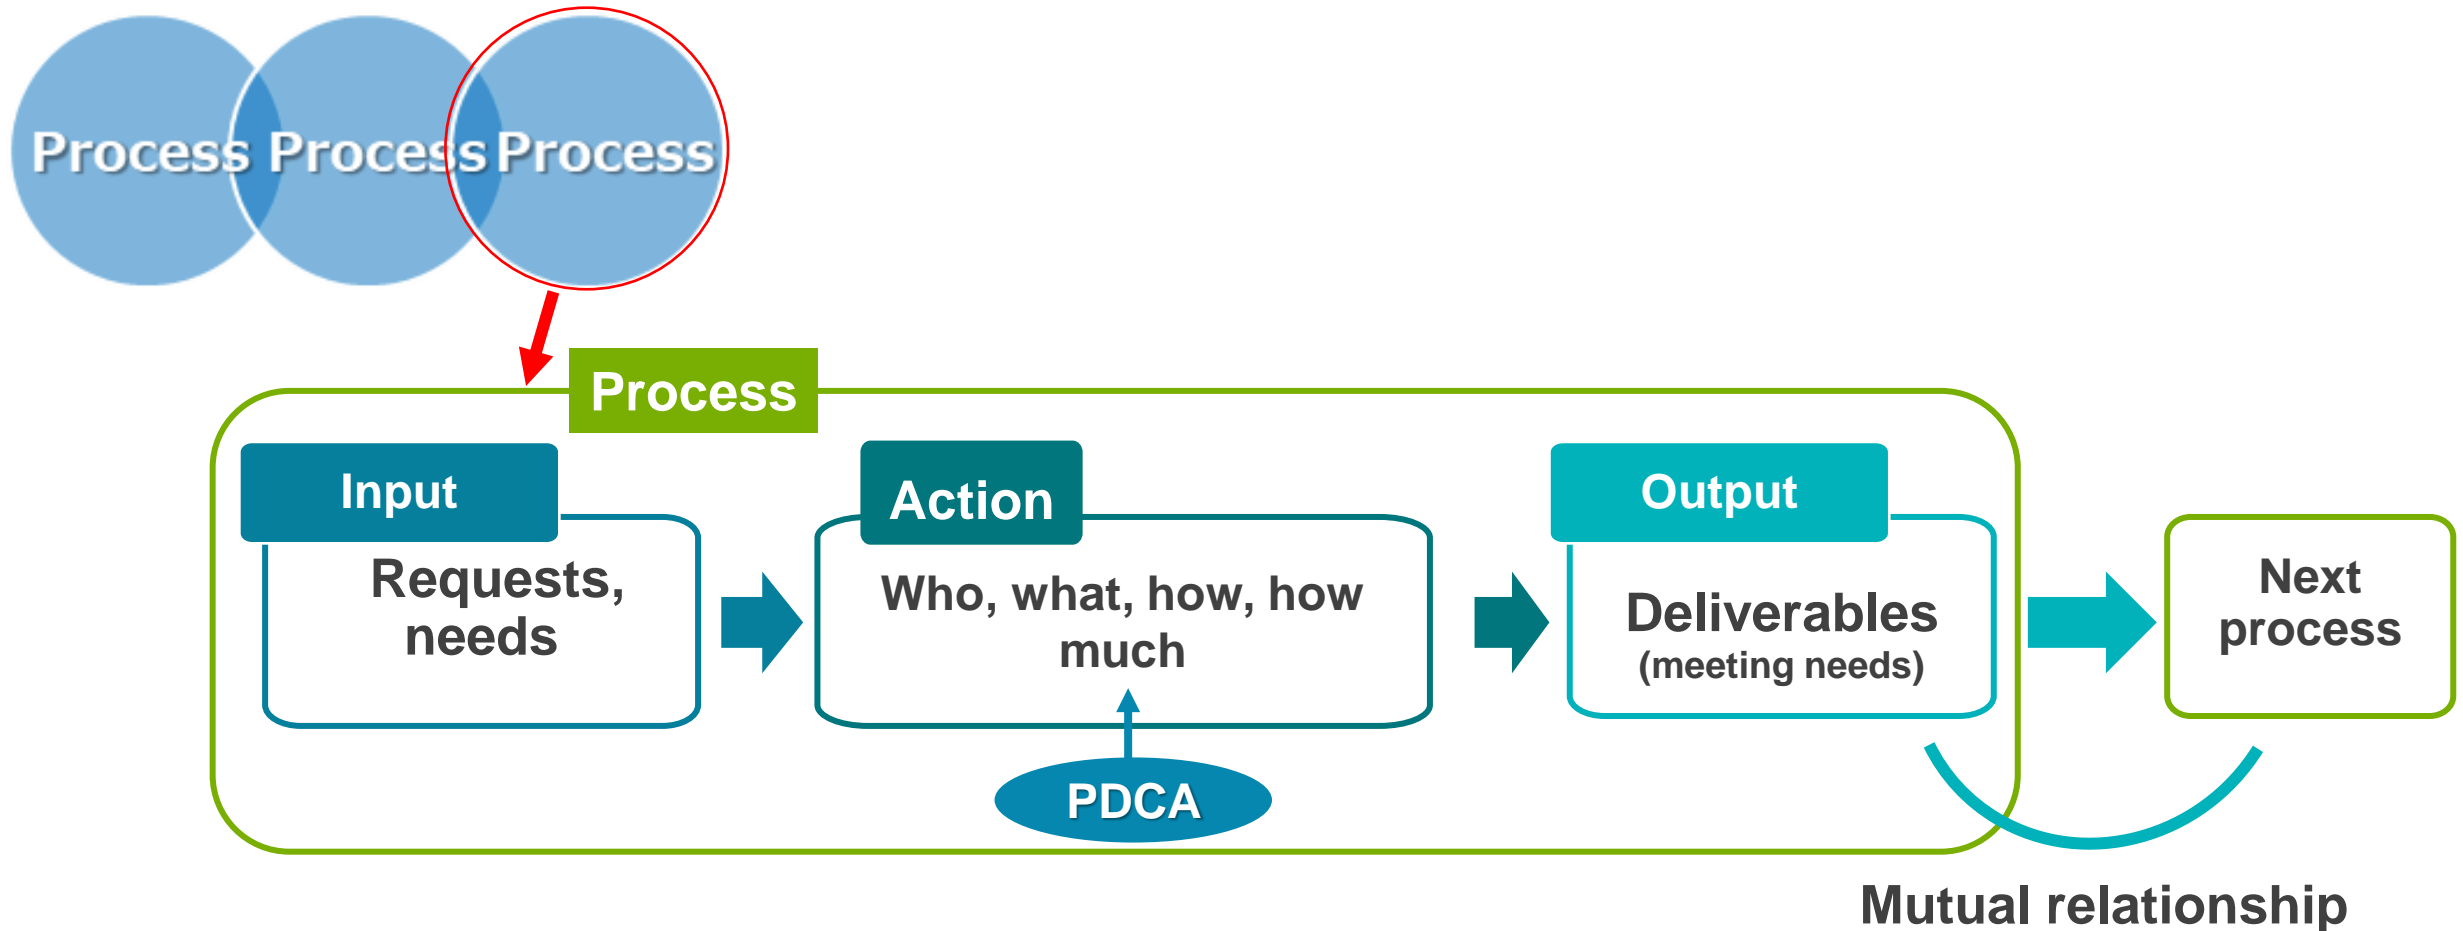 Process Process Process
Process
Input
Requests,
needs
Action
Who, what, how, how
much
PDCA
Output
Deliverables
(meeting needs)
Next
process
Mutual relationship